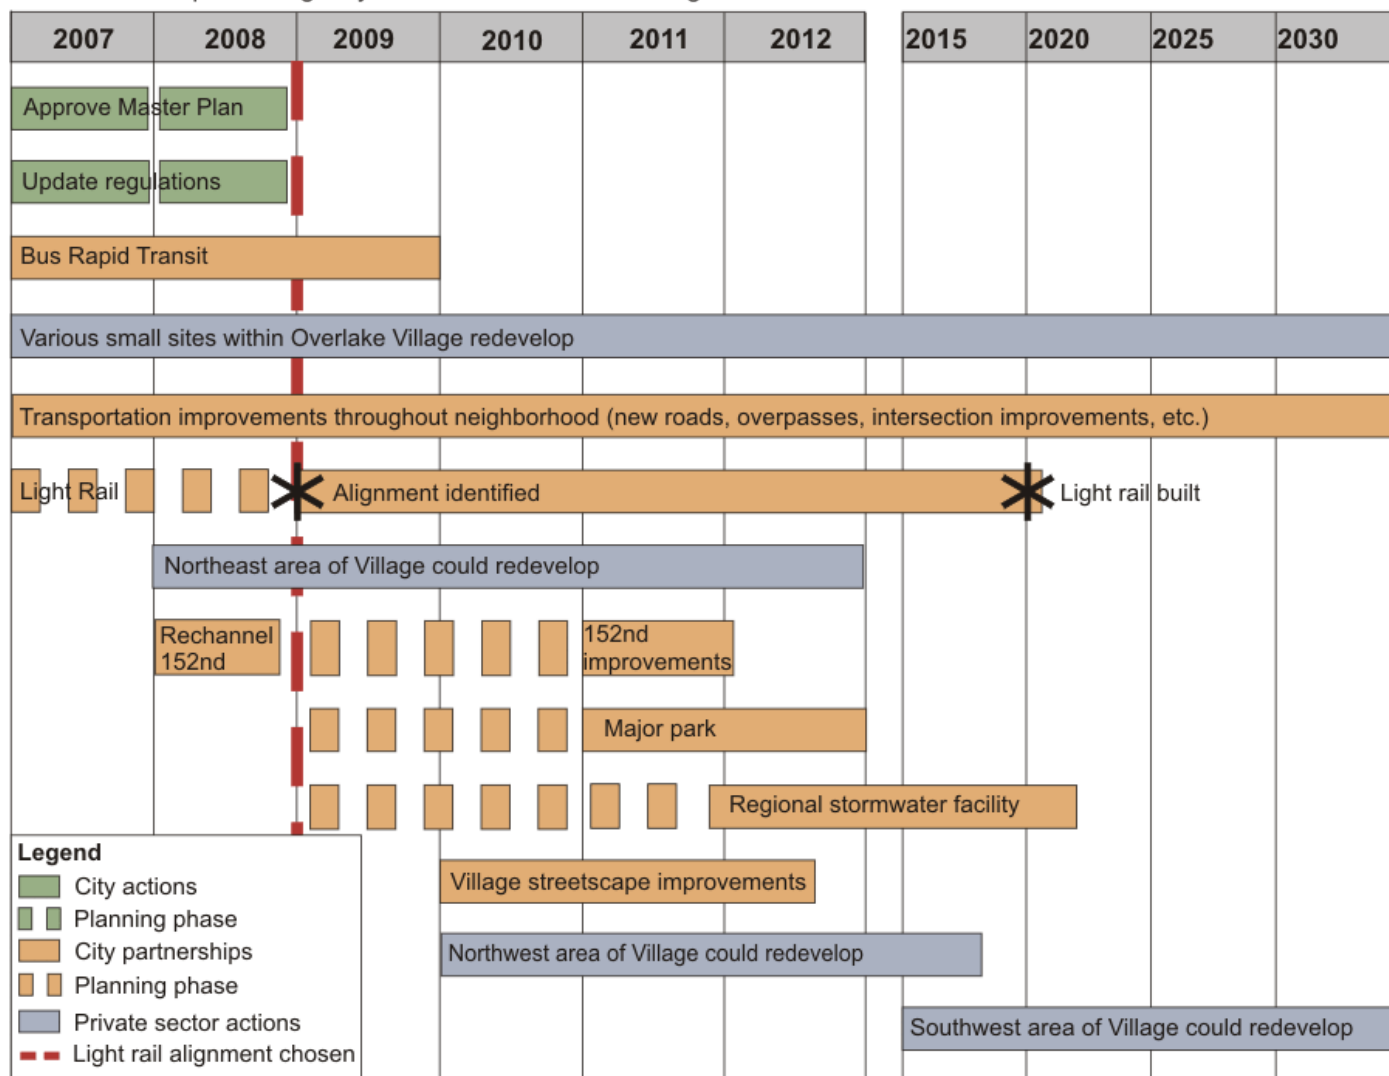 2007 2008 2009 2010 2011 2012 2015 2020 2025 2030
Approve Master Plan
Update regulations
Bus Rapid Transit
Various small sites within Overlake Village redevelop
Transportation improvements throughout neighborhood (new roads, overpasses, intersection improvements, etc.)
Light Rail Alignment identified Light rail built
Northeast area of Village could redevelop
Rechannel
152nd
152nd
improvements
Major park
Regional stormwater facility
Village streetscape improvements
Northwest area of Village could redevelop
Southwest area of Village could redevelop
Legend
City actions
Planning phase
City partnerships
Planning phase
Private sector actions
Light rail alignment chosen